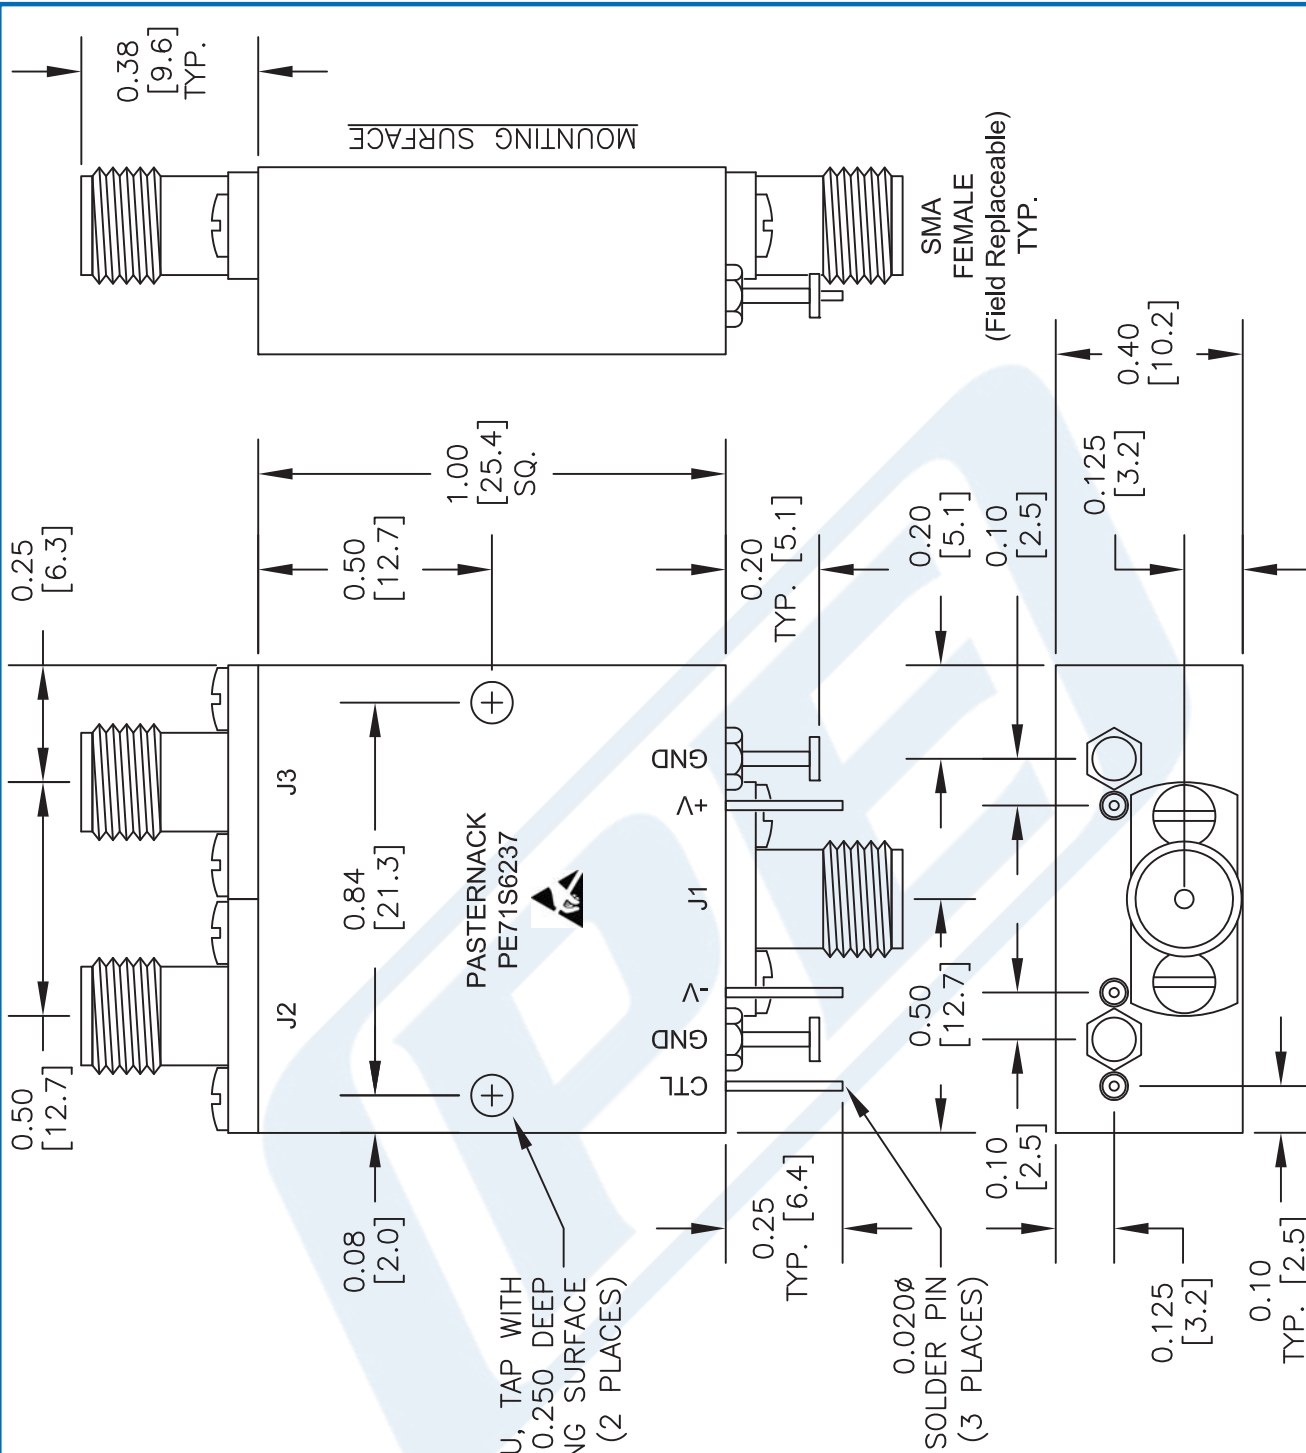 0.38
[9.6]
TYP.
MOUNTING SURFACE
SMA
FEMALE
(Field Replaceable)
TYP.
0.25
[6.3]
0.50
[12.7]
1.00
[25.4]
SQ.
0.50
[12.7]
0.20
TYP. [5.1]
0.20
[5.1]
0.10
[2.5]
0.125
[3.2]
0.40
[10.2]
J3
J2
0.84
[21.3]
PASTERNACK
PE71S6237
GND
+V
J1
-V
GND
CTL
0.50
[12.7]
0.10
[2.5]
0.08
[2.0]
U, TAP WITH
0.250 DEEP
NG SURFACE
(2 PLACES)
0.25
TYP. [6.4]
0.020ø
SOLDER PIN
(3 PLACES)
0.125
[3.2]
0.10
TYP. [2.5]
PE